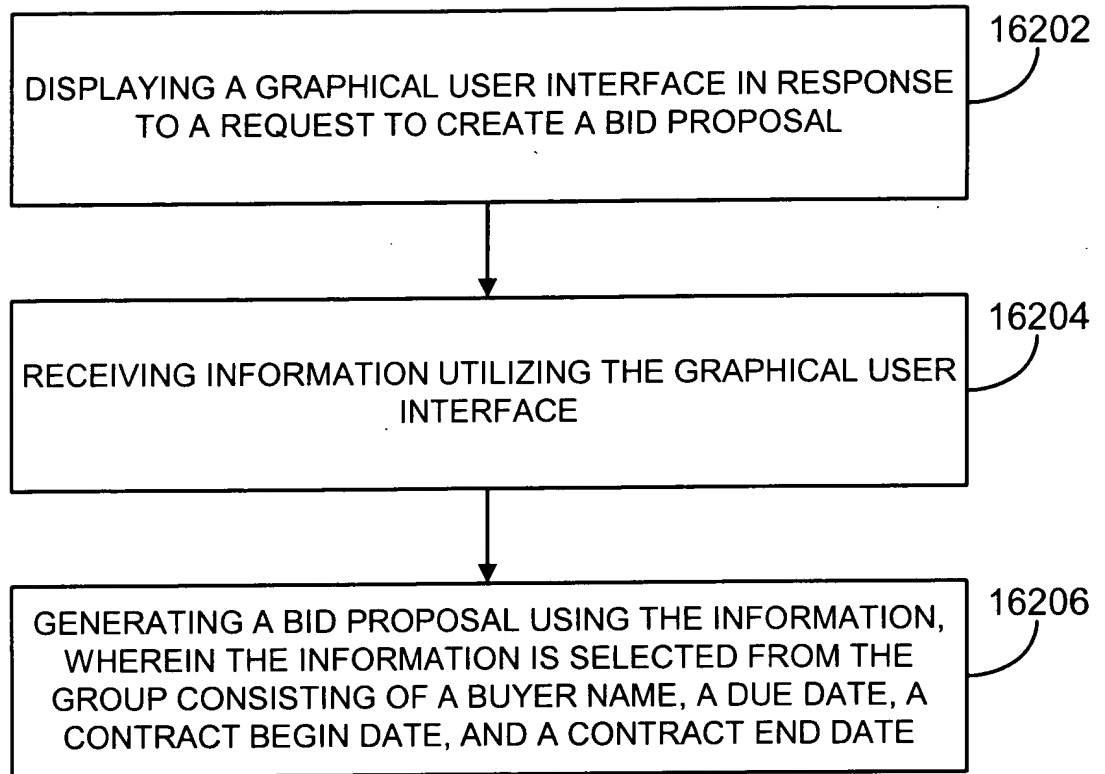 16202
DISPLAYING A GRAPHICAL USER INTERFACE IN RESPONSE
TO A REQUEST TO CREATE A BID PROPOSAL
16204
RECEIVING INFORMATION UTILIZING THE GRAPHICAL USER
INTERFACE
16206
GENERATING A BID PROPOSAL USING THE INFORMATION,
WHEREIN THE INFORMATION IS SELECTED FROM THE
GROUP CONSISTING OF A BUYER NAME, A DUE DATE, A
CONTRACT BEGIN DATE, AND A CONTRACT END DATE